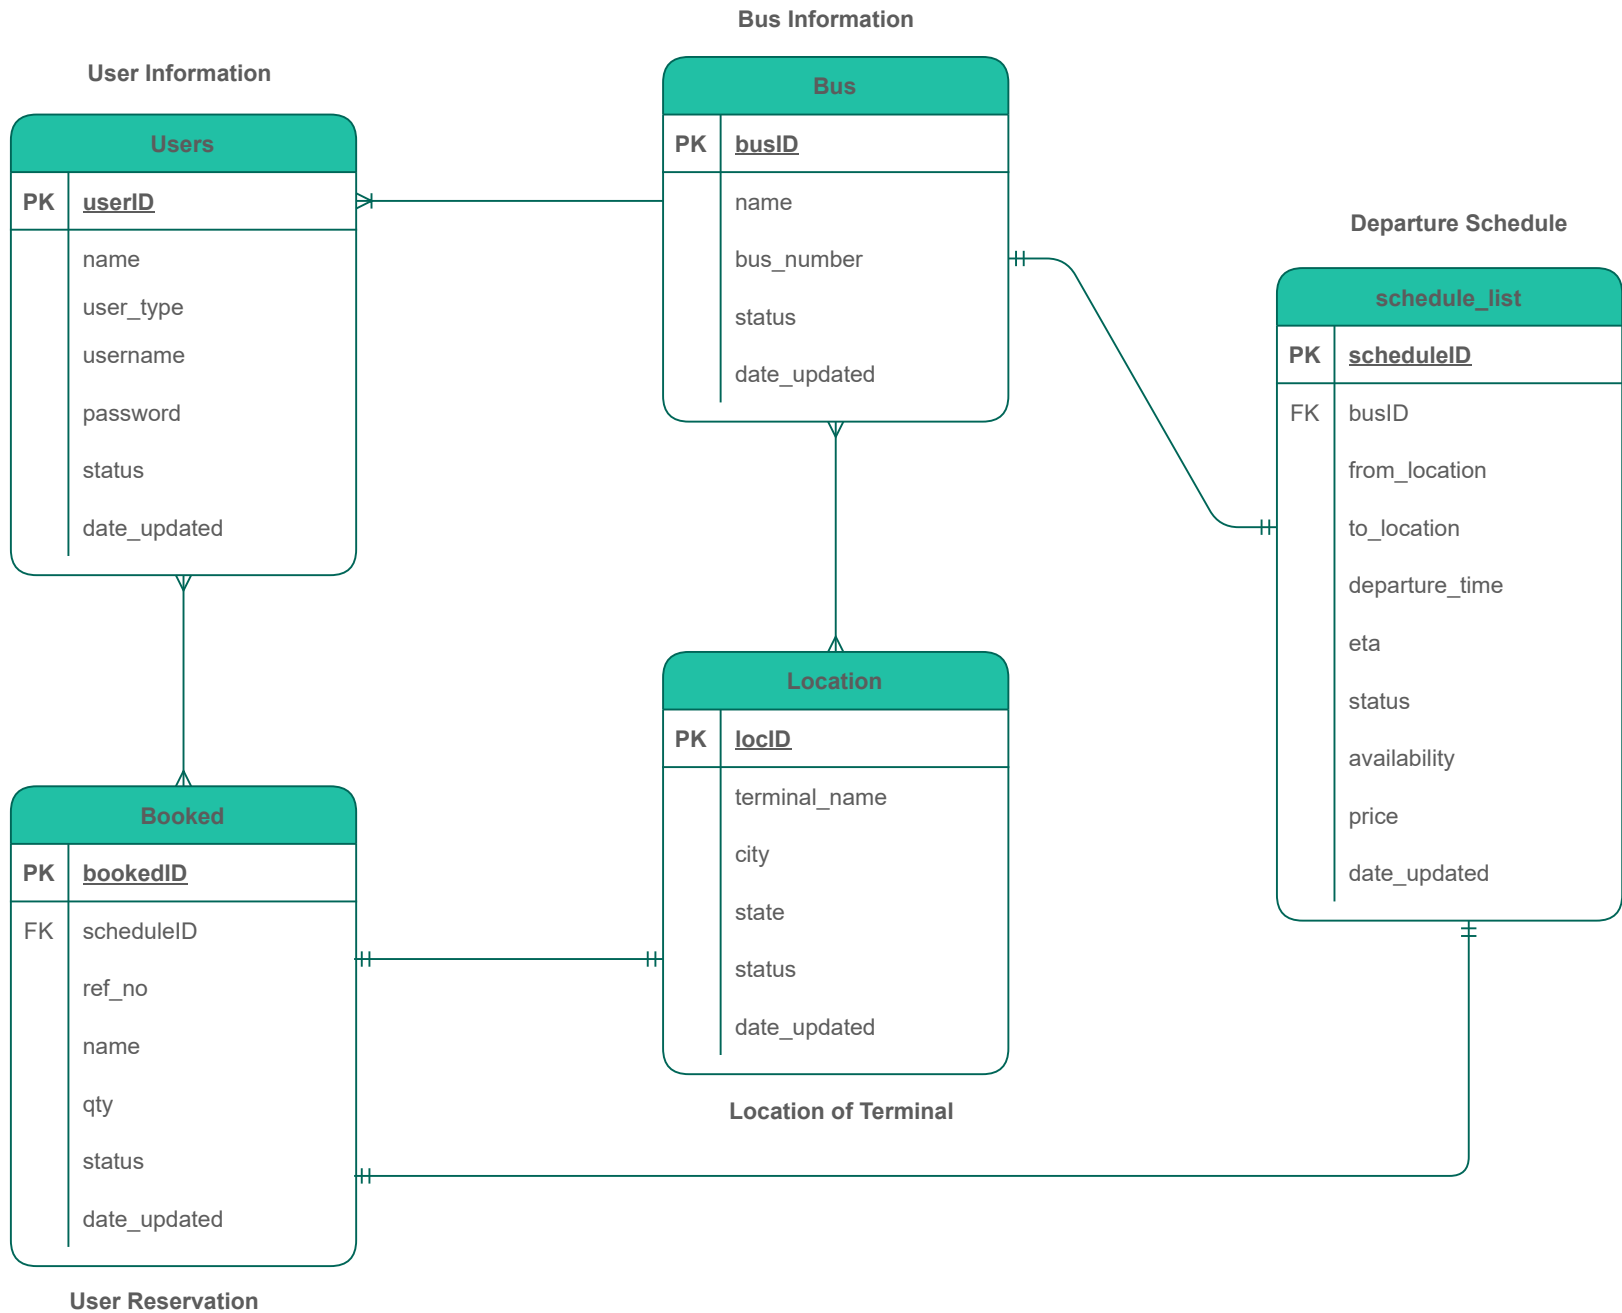 Bus Information
User Information
Users
PK userID
name
user_type
username
password
status
date_updated
Bus
PK busID
name
bus_number
status
date_updated
Departure Schedule
schedule_list
PK scheduleID
FK busID
from_location
to_location
departure_time
eta
status
availability
price
date_updated
Booked
PK bookedID
FK scheduleID
ref_no
name
qty
status
date_updated
User Reservation
Location
PK locID
terminal_name
city
state
status
date_updated
Location of Terminal